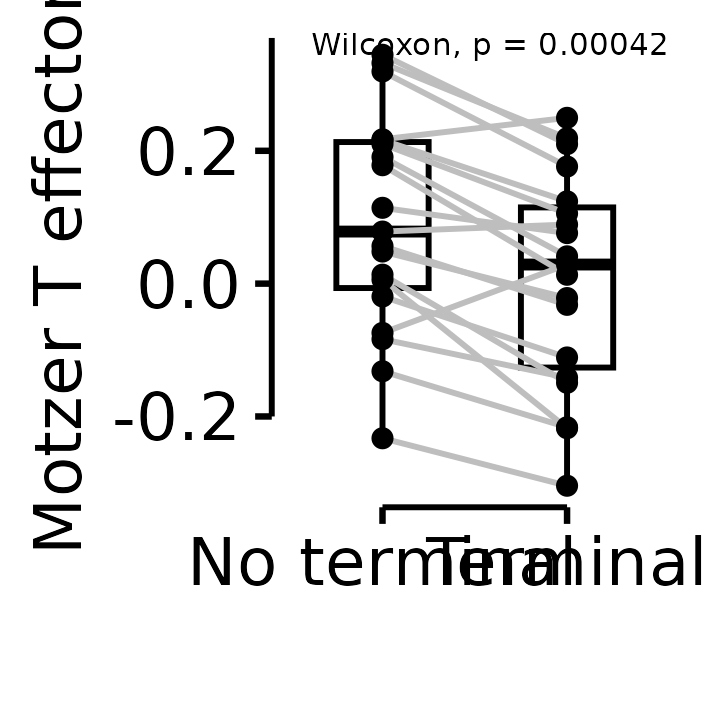 Wilcoxon, p = 0.00042
Motzer T effector
0.2
0.0
-0.2
No terminal
Terminal